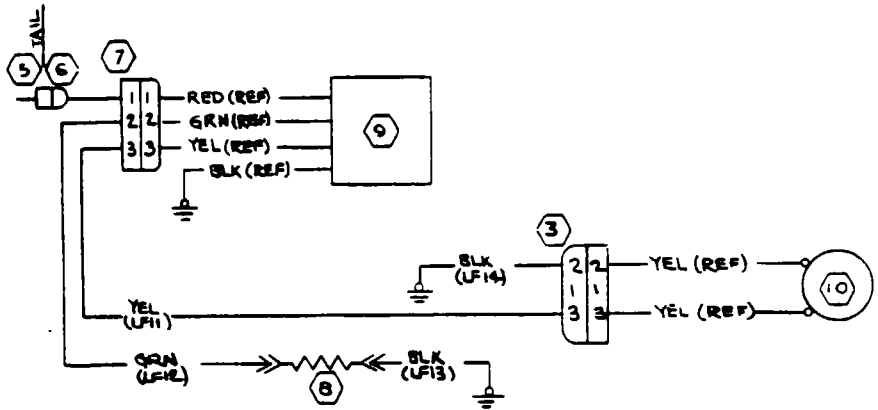 TAIL
5 6 7
1 1 RED (REF)
2 2 GRN (REF)
3 3 YEL (REF)
BLK (REF)
9
3
BLK
(LF14)
2 2 YEL (REF)
1 1
3 3 YEL (REF)
10
YEL
(LF11)
GRN
(LF12)
8
BLK
(LF13)